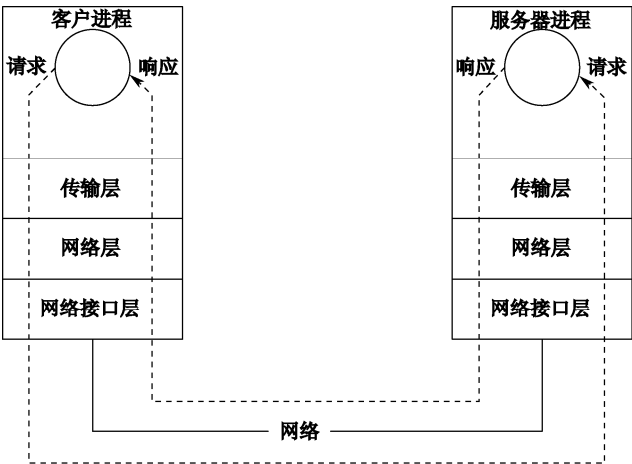 客户进程
服务器进程
请求
响应
响应
请求
传输层
传输层
网络层
网络层
网络接口层
网络接口层
网络